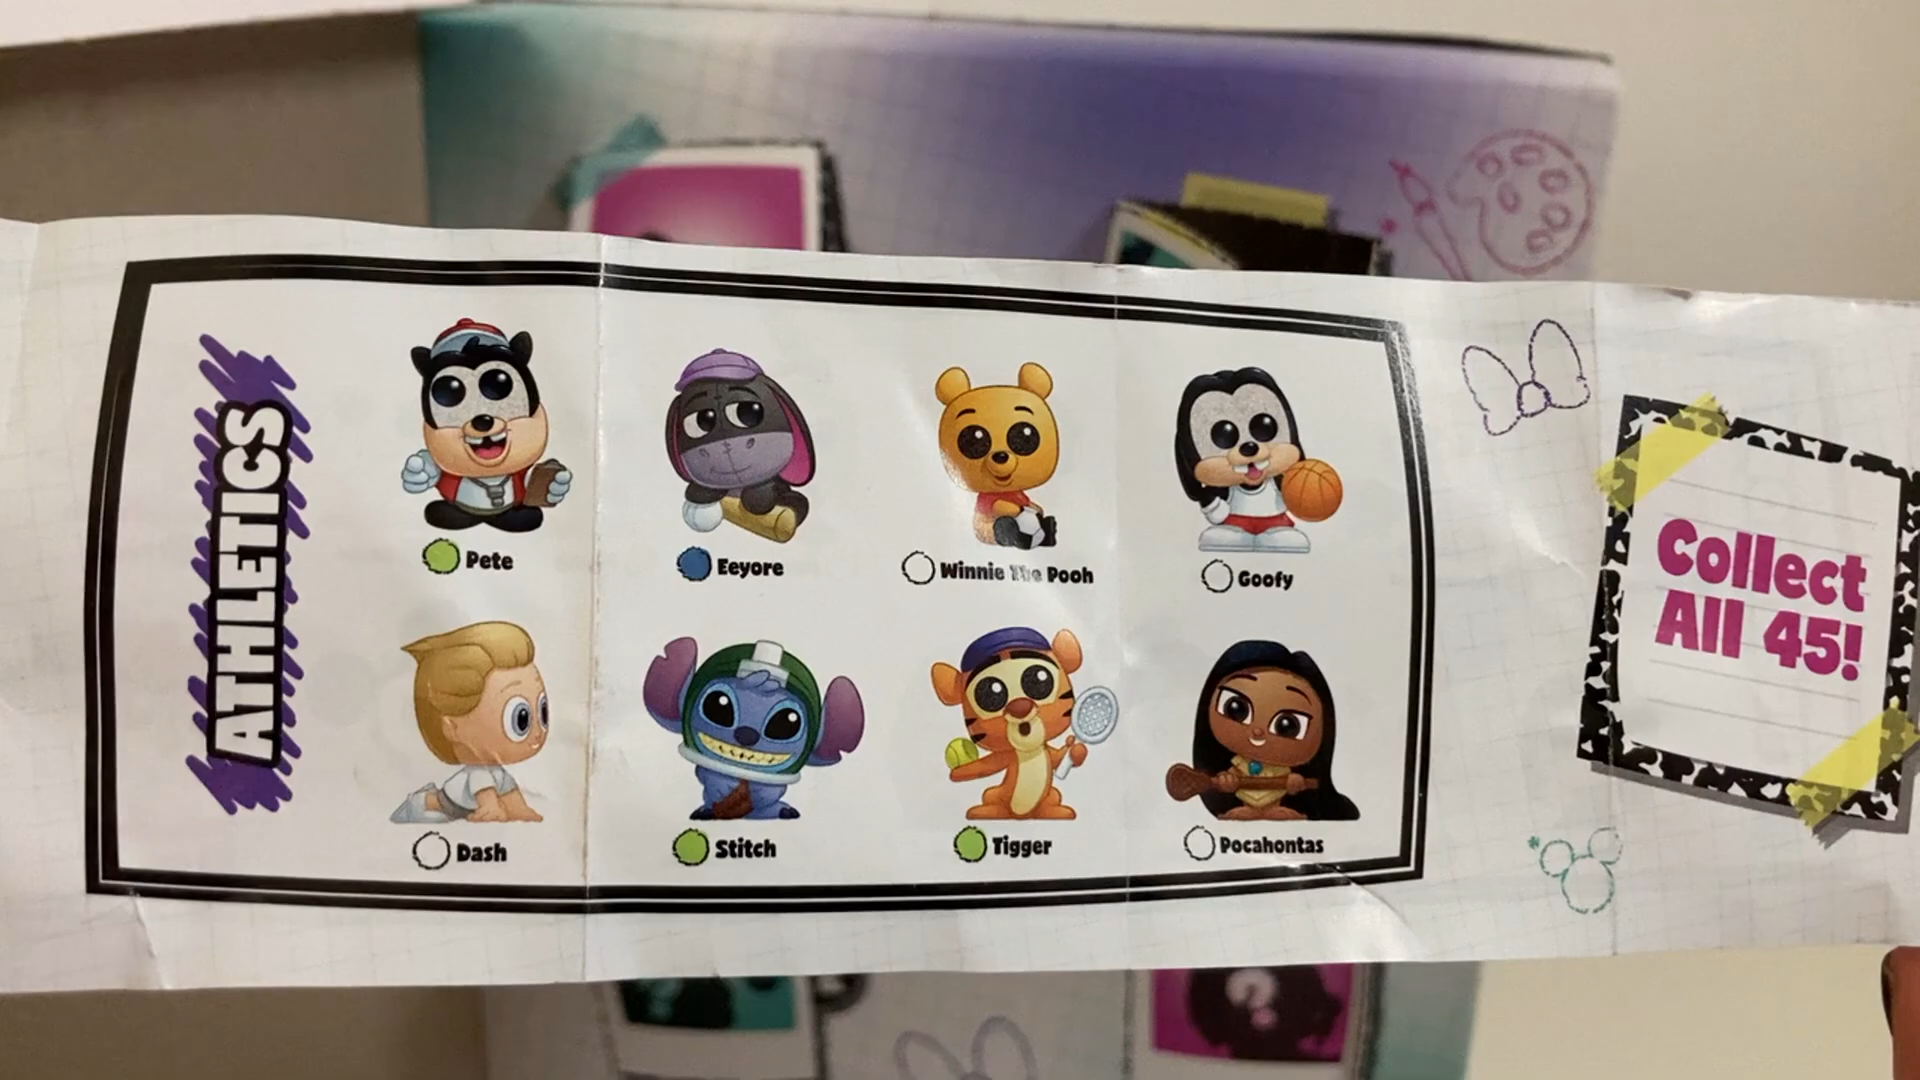 ATHLETICS
Pete
Eeyore
Winnie The Pooh
Goofy
Dash
Stitch
Tigger
Pocahontas
Collect
All 45!
?